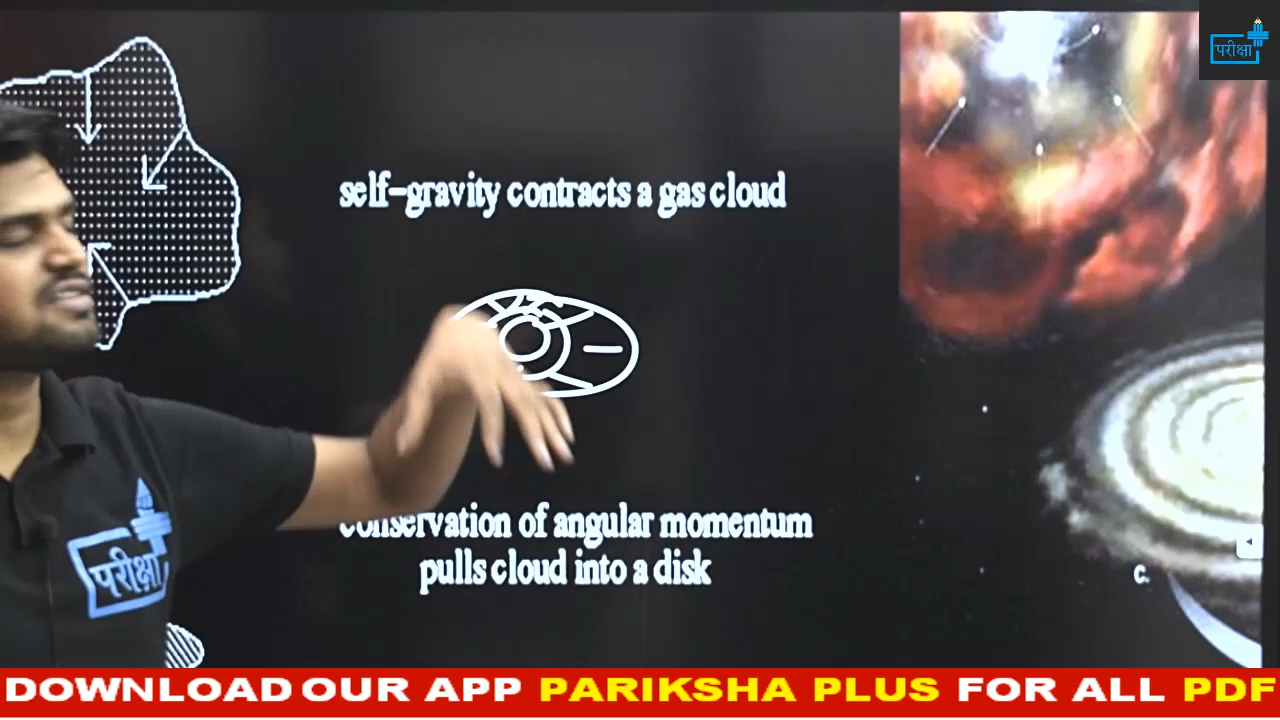 परीक्षा
self-gravity contracts a gas cloud
conservation of angular momentum
pulls cloud into a disk
C.
परीक्षा
DOWNLOAD OUR APP PARIKSHA PLUS FOR ALL PDF